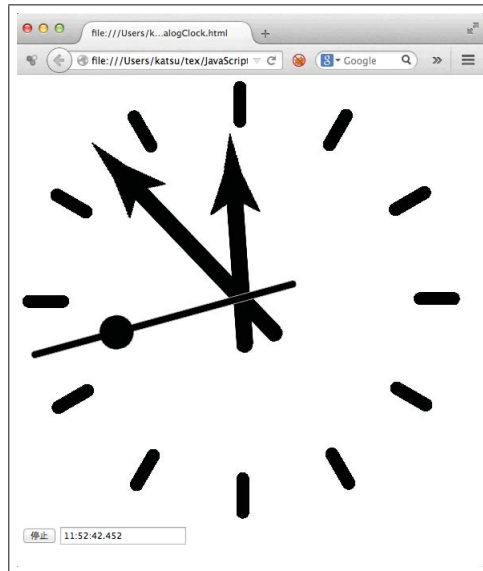 file:///Users/k...alogClock.html
file:///Users/katsu/tex/JavaScript
Google
停止 11:52:42.452